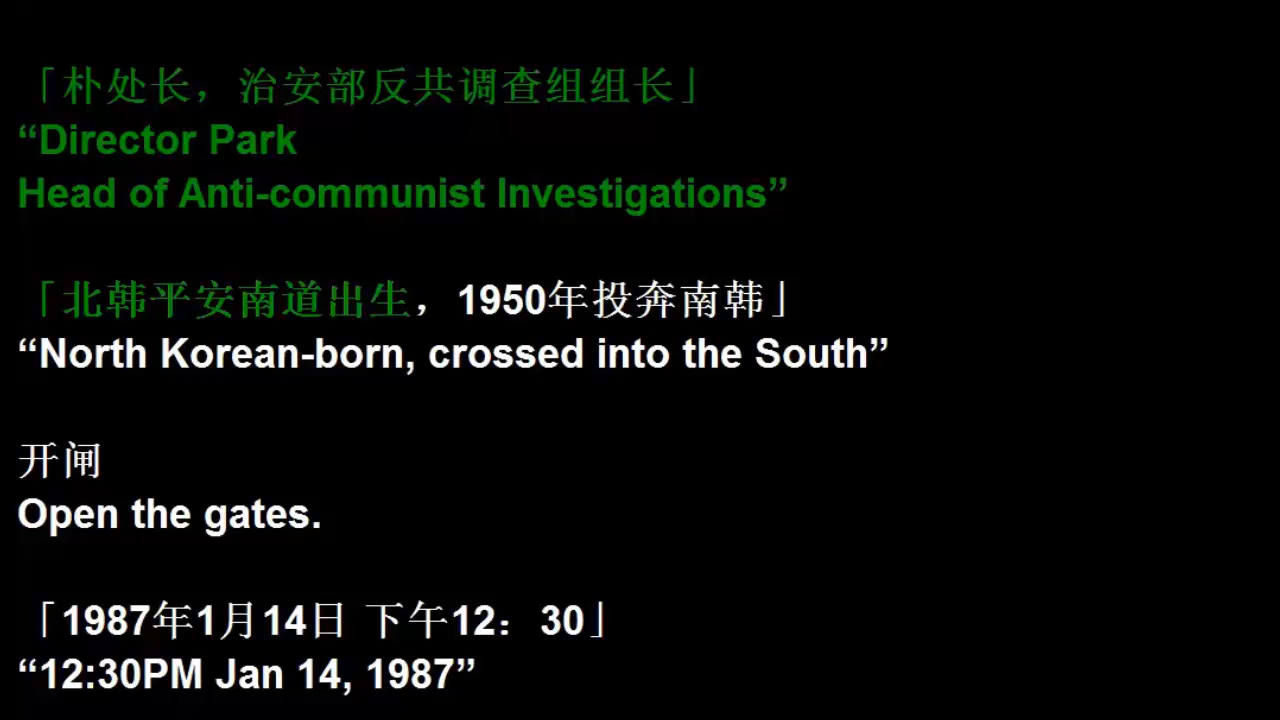 「朴处长，治安部反共调查组组长」
“Director Park
Head of Anti-communist Investigations”
「北韩平安南道出生，1950年投奔南韩」
“North Korean-born, crossed into the South”
开闸
Open the gates.
「1987年1月14日 下午12：30」
“12:30PM Jan 14, 1987”